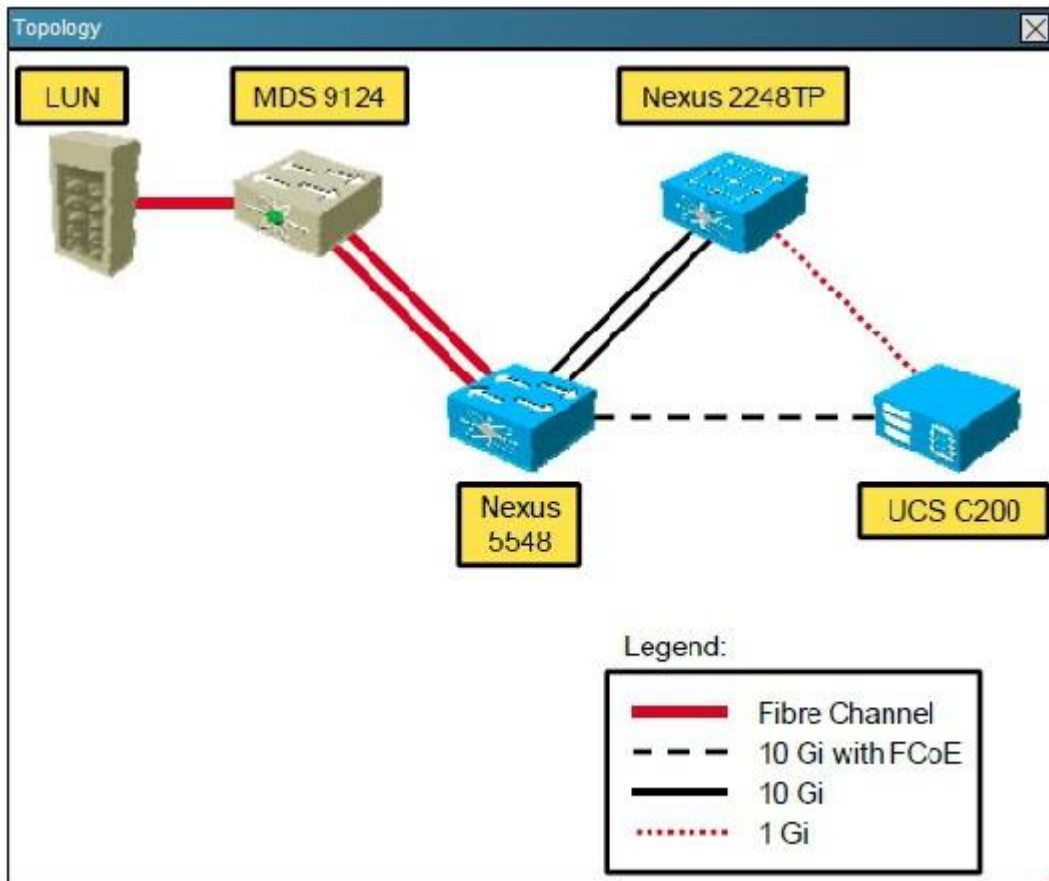 Topology
LUN
MDS 9124
Nexus 2248TP
Nexus
5548
UCS C200
Legend:
Fibre Channel
10 Gi with FCoE
10 Gi
1 Gi